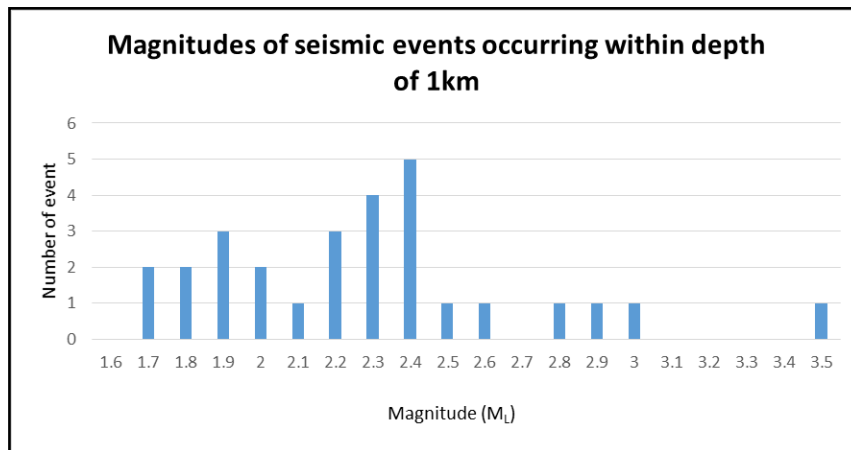 Magnitudes of seismic events occurring within depth
of 1km
Number of event
6
5
4
3
2
1
0
1.6 1.7 1.8 1.9 2 2.1 2.2 2.3 2.4 2.5 2.6 2.7 2.8 2.9 3 3.1 3.2 3.3 3.4 3.5
Magnitude (M_L)